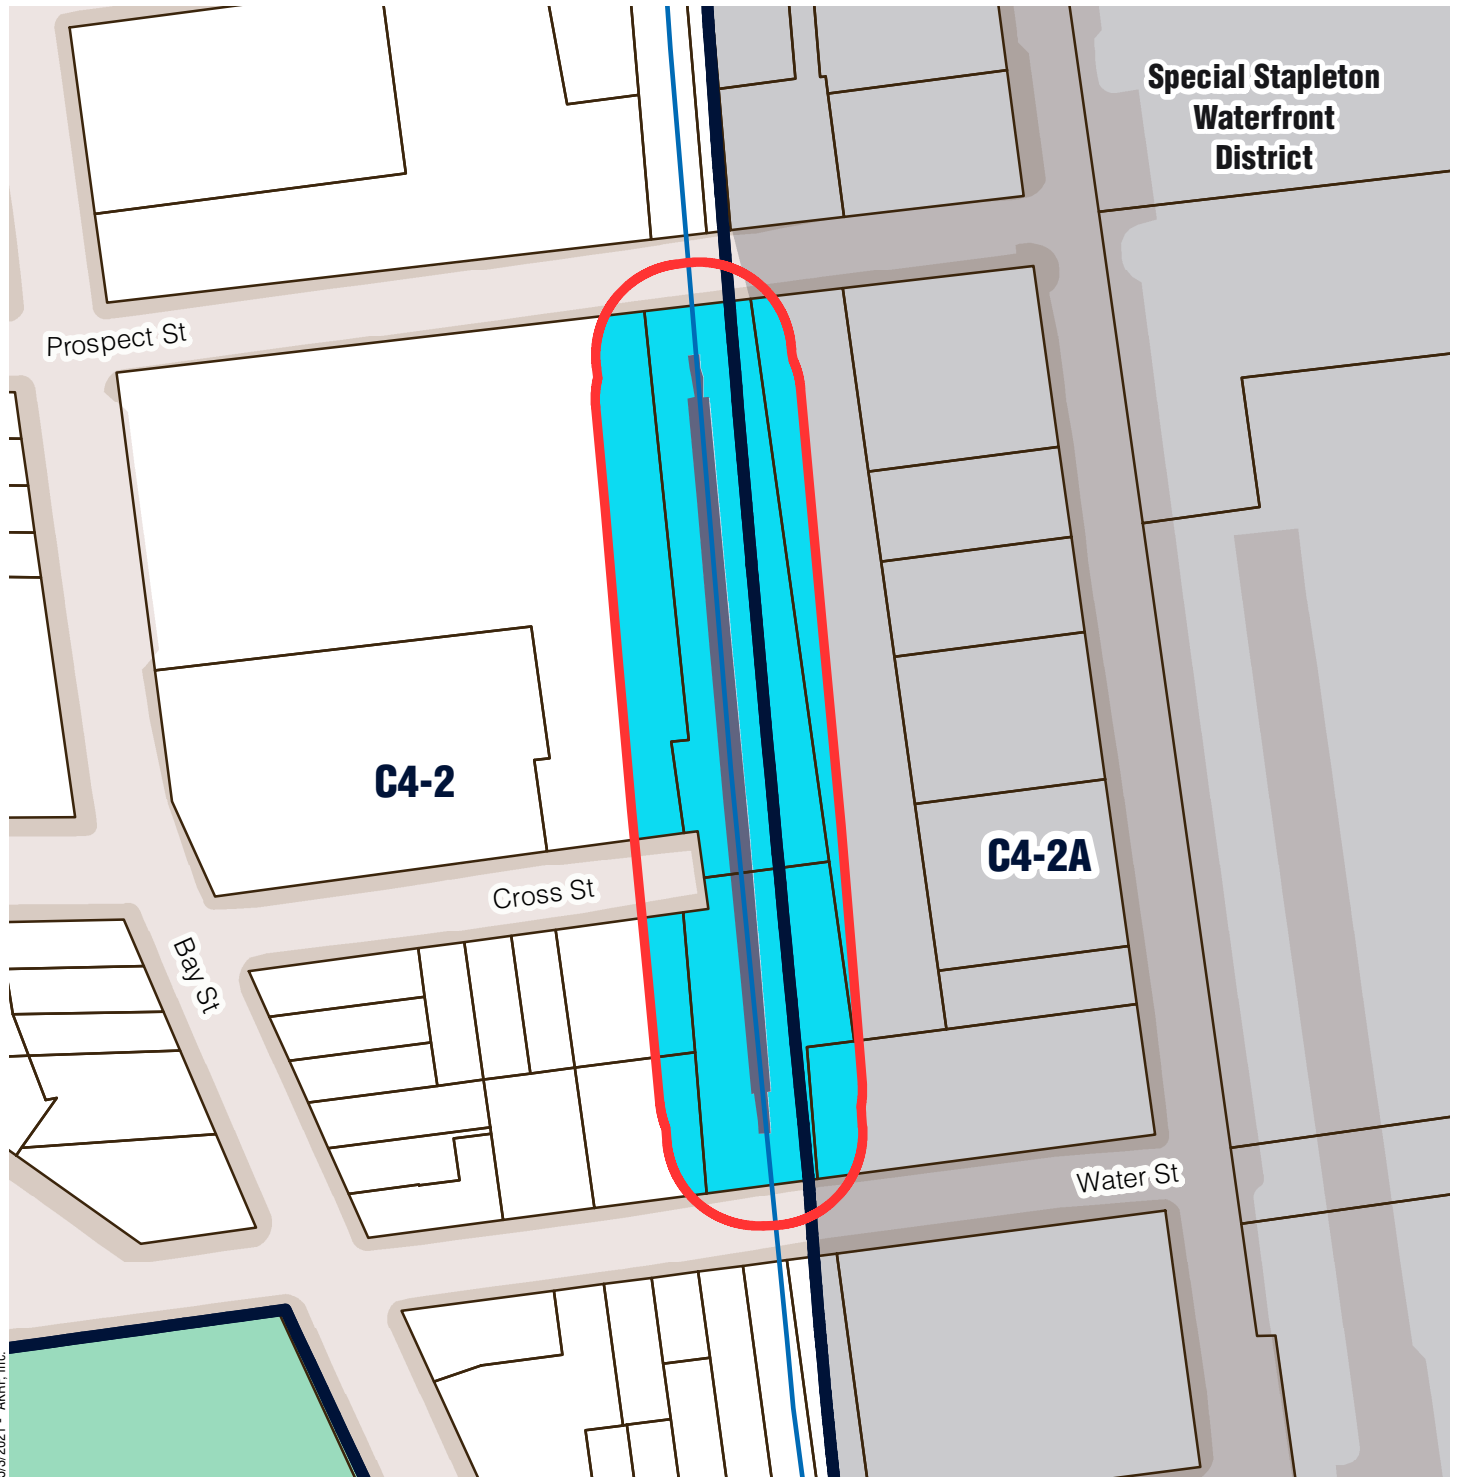 Special Stapleton
Waterfront
District
Prospect St
C4-2
C4-2A
Cross St
Bay St
Water St